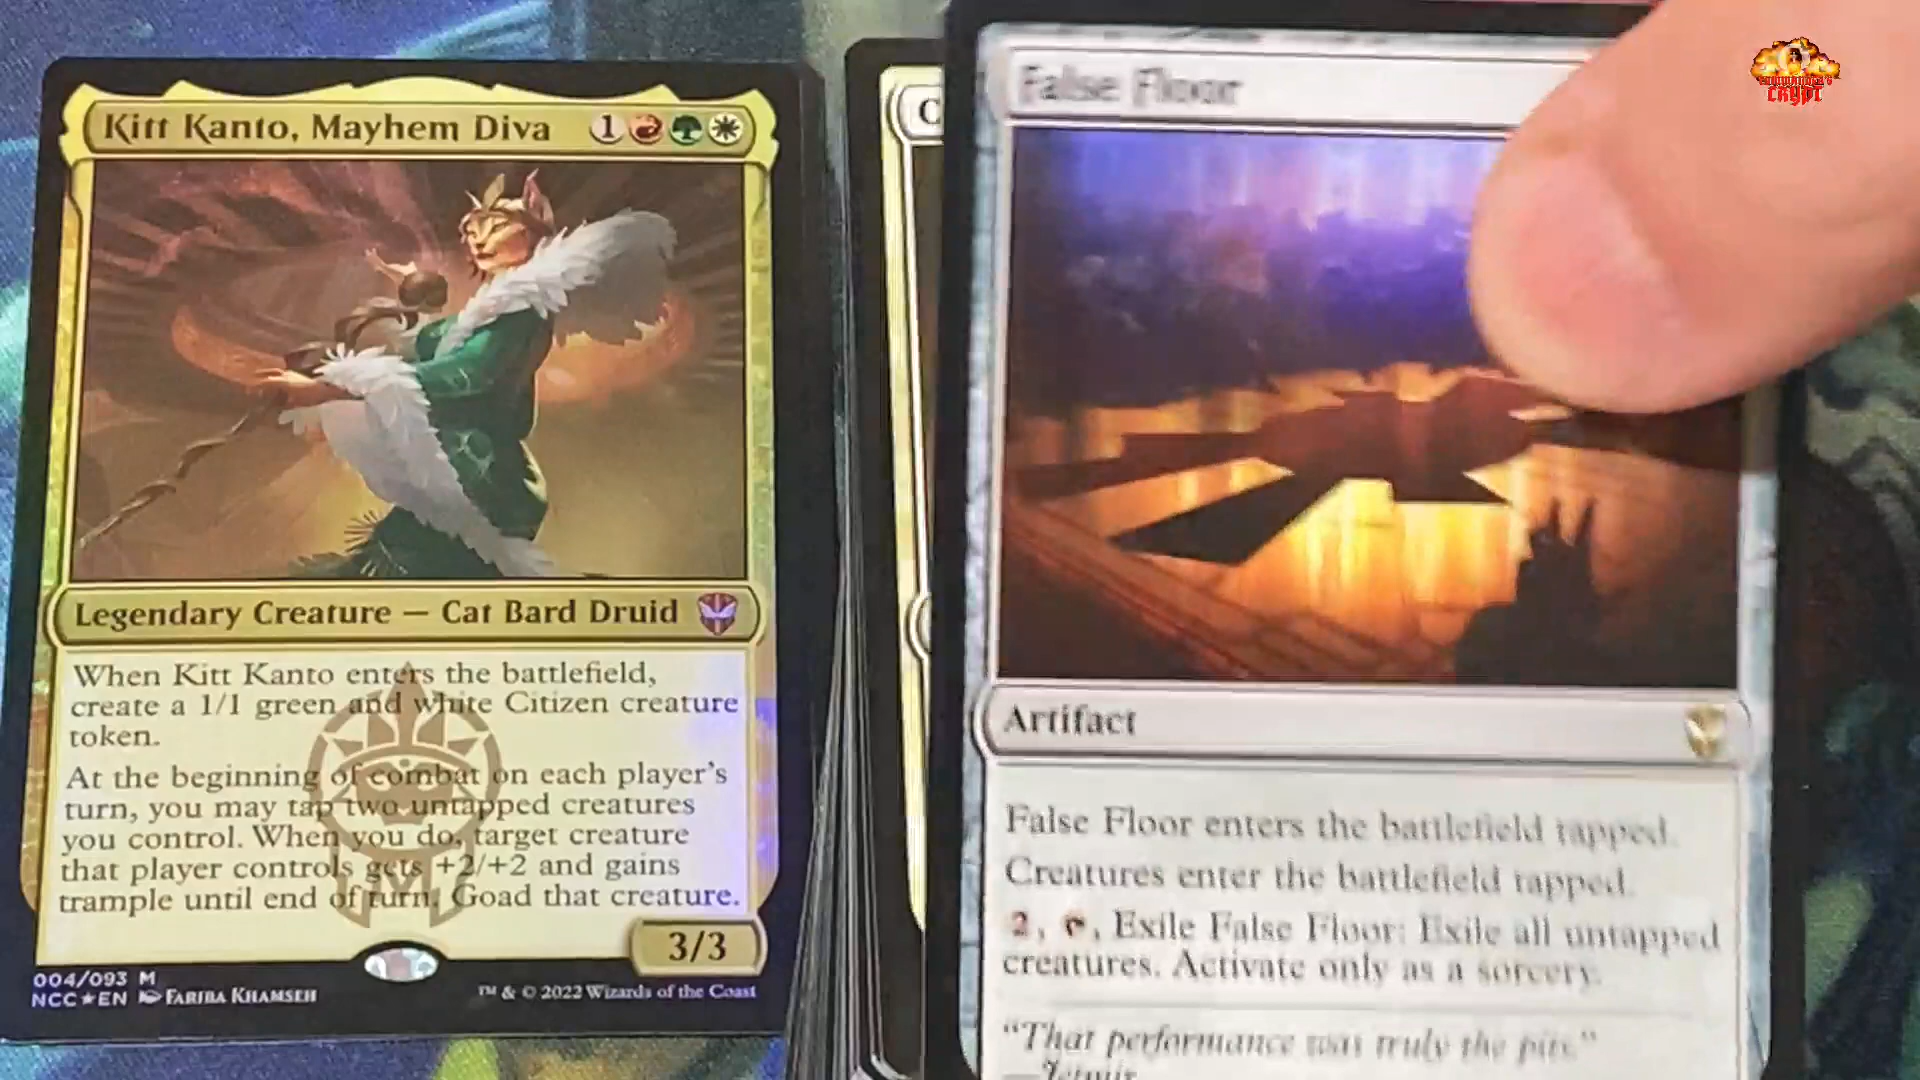 Kitt Kanto, Mayhem Diva 1
Legendary Creature — Cat Bard Druid
When Kitt Kanto enters the battlefield,
create a 1/1 green and white Citizen creature
token.
At the beginning of combat on each player's
turn, you may tap two untapped creatures
you control. When you do, target creature
that player controls gets +2/+2 and gains
trample until end of turn. Goad that creature.
3/3
004/093 M
NCC★EN FARIBA KHAMSEH
™ & © 2022 Wizards of the Coast
C
False Floor
Artifact
False Floor enters the battlefield tapped.
Creatures enter the battlefield tapped.
2, , Exile False Floor: Exile all untapped
creatures. Activate only as a sorcery.
"That performance was truly the pits."
—Jetmir
CRYPT